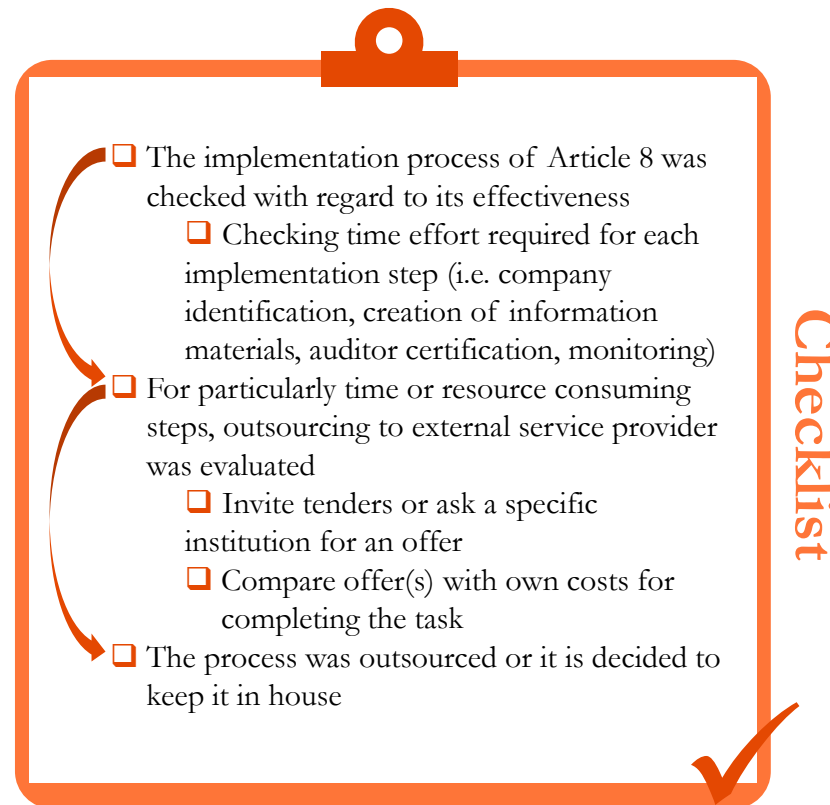 ❑ The implementation process of Article 8 was
checked with regard to its effectiveness
❑ Checking time effort required for each
implementation step (i.e. company
identification, creation of information
materials, auditor certification, monitoring)
❑ For particularly time or resource consuming
steps, outsourcing to external service provider
was evaluated
❑ Invite tenders or ask a specific
institution for an offer
❑ Compare offer(s) with own costs for
completing the task
❑ The process was outsourced or it is decided to
keep it in house
Checklist